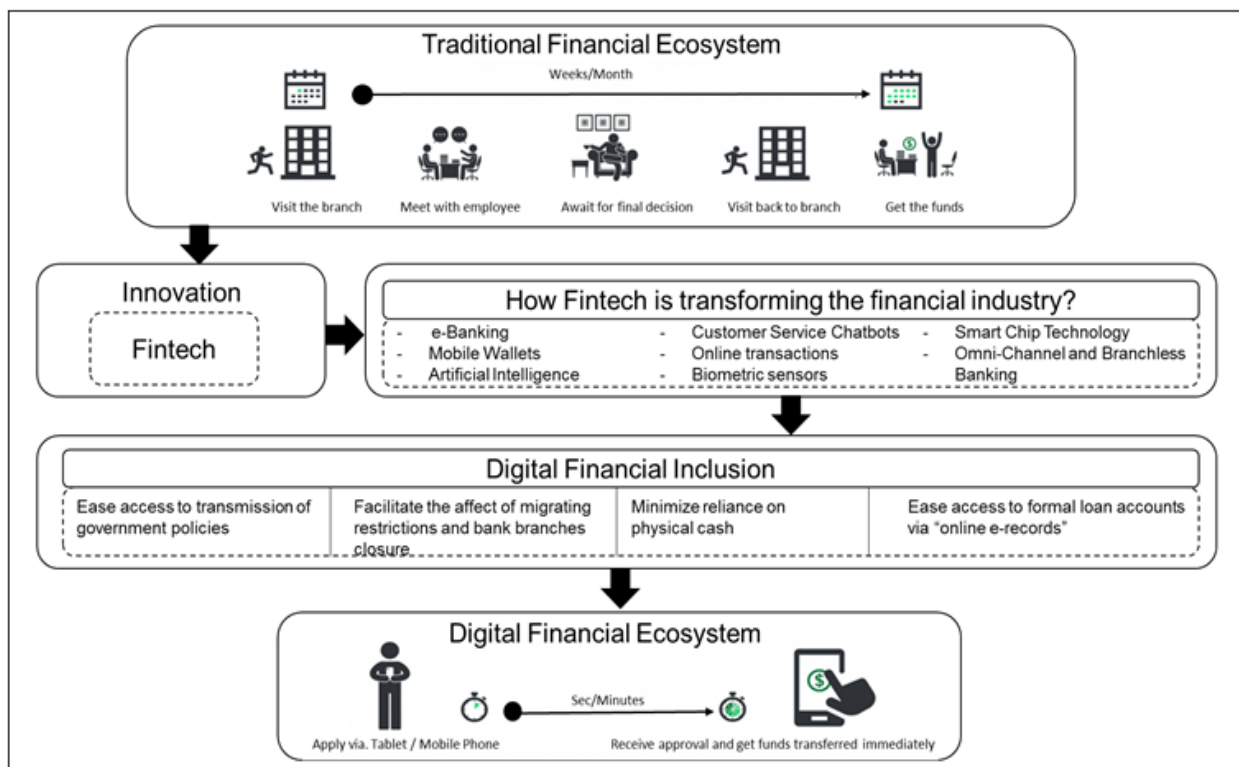 Traditional Financial Ecosystem
Weeks/Month
Visit the branch
Meet with employee
Await for final decision
Visit back to branch
Get the funds
Innovation
Fintech
How Fintech is transforming the financial industry?
- e-Banking
- Mobile Wallets
- Artificial Intelligence
- Customer Service Chatbots
- Online transactions
- Biometric sensors
- Smart Chip Technology
- Omni-Channel and Branchless
Banking
Digital Financial Inclusion
Ease access to transmission of
government policies
Facilitate the affect of migrating
restrictions and bank branches
closure
Minimize reliance on
physical cash
Ease access to formal loan accounts
via “online e-records”
Digital Financial Ecosystem
Sec/Minutes
Apply via. Tablet / Mobile Phone
Receive approval and get funds transferred immediately